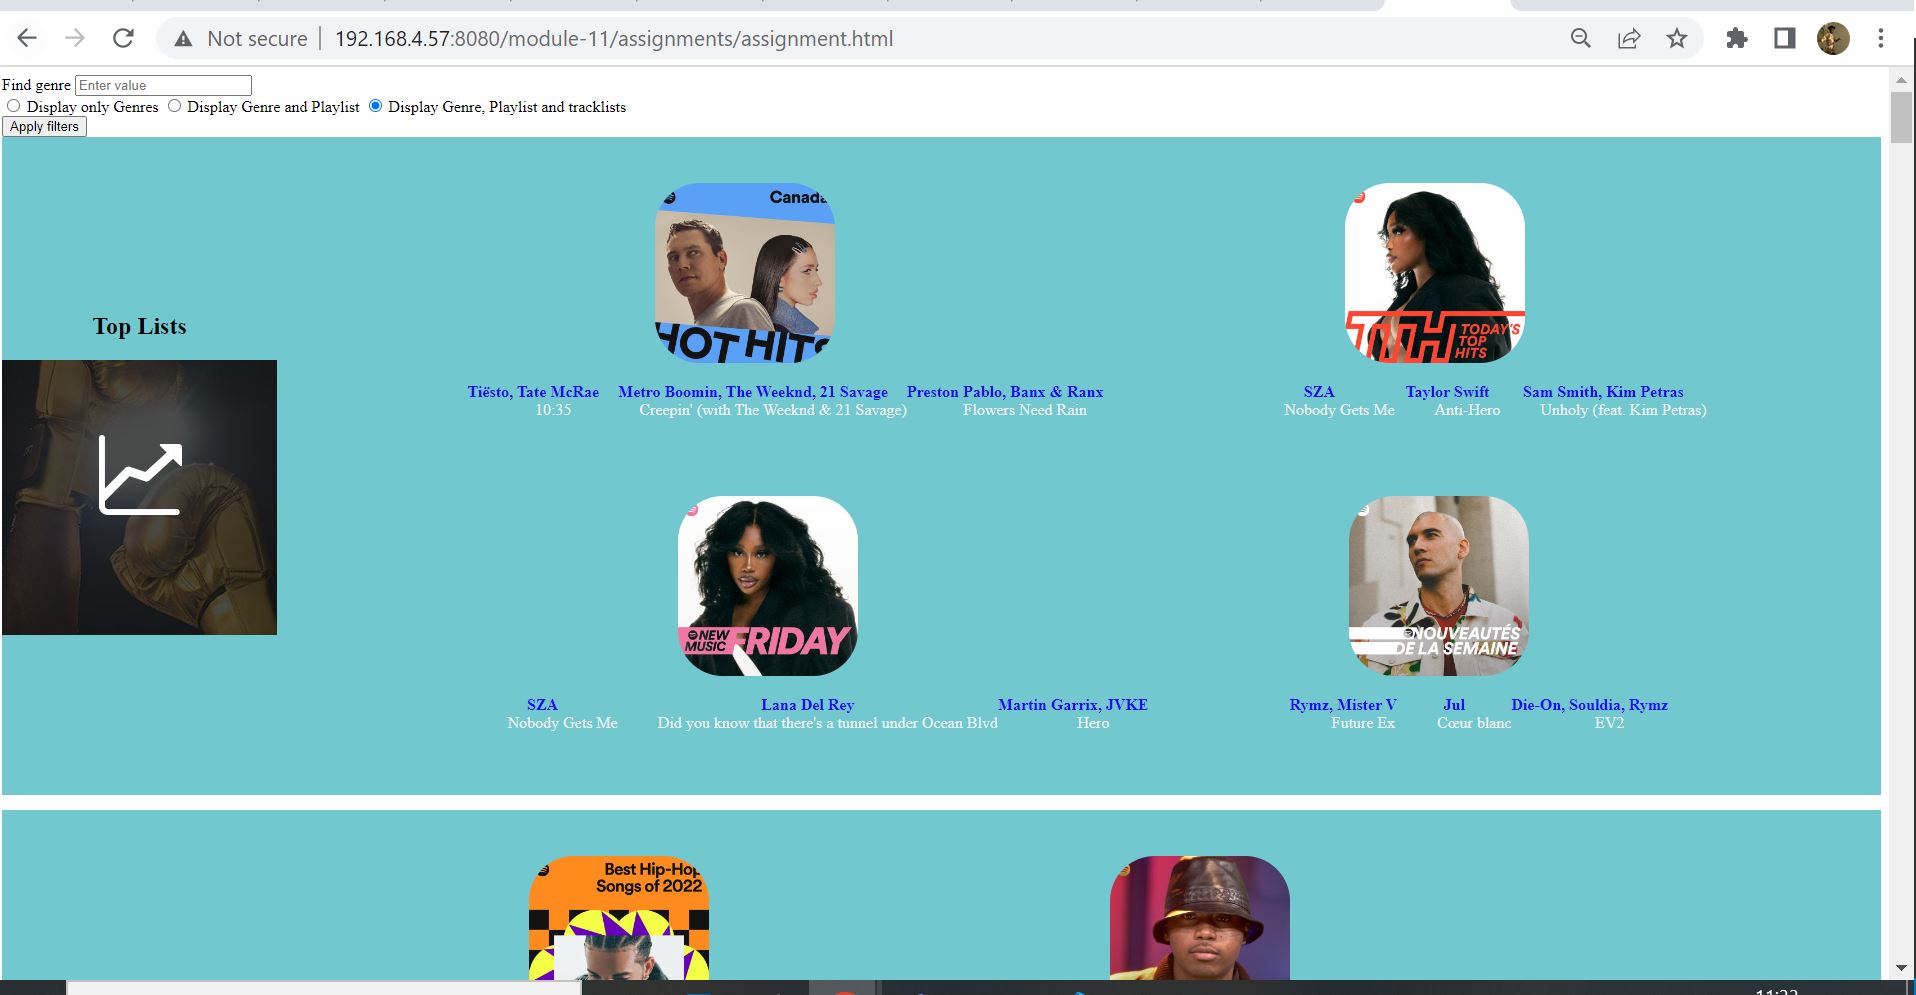 Not secure | 192.168.4.57:8080/module-11/assignments/assignment.html
Find genre Enter value
Display only Genres Display Genre and Playlist Display Genre, Playlist and tracklists
Apply filters
Top Lists
Canada
HOT HITS
Tiësto, Tate McRae Metro Boomin, The Weeknd, 21 Savage Preston Pablo, Banx & Ranx
10:35 Creepin' (with The Weeknd & 21 Savage) Flowers Need Rain
TTH TODAY'S
TOP
HITS
SZA Taylor Swift Sam Smith, Kim Petras
Nobody Gets Me Anti-Hero Unholy (feat. Kim Petras)
NEW
MUSIC FRIDAY
SZA Lana Del Rey Martin Garrix, JVKE
Nobody Gets Me Did you know that there's a tunnel under Ocean Blvd Hero
NOUVEAUTÉS
DE LA SEMAINE
Rymz, Mister V Jul Die-On, Souldia, Rymz
Future Ex Cœur blanc EV2
Best Hip-Hop
Songs of 2022